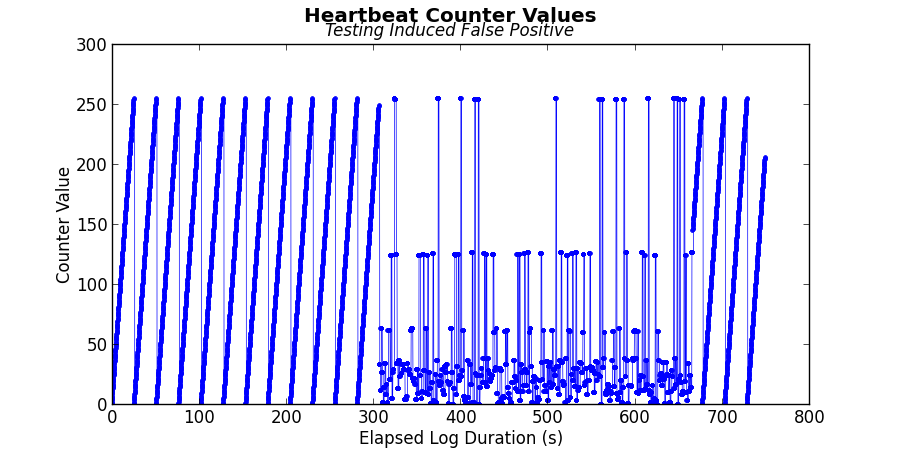 Heartbeat Counter Values
Testing Induced False Positive
300
250
200
150
100
50
0
Counter Value
0 100 200 300 400 500 600 700 800
Elapsed Log Duration (s)